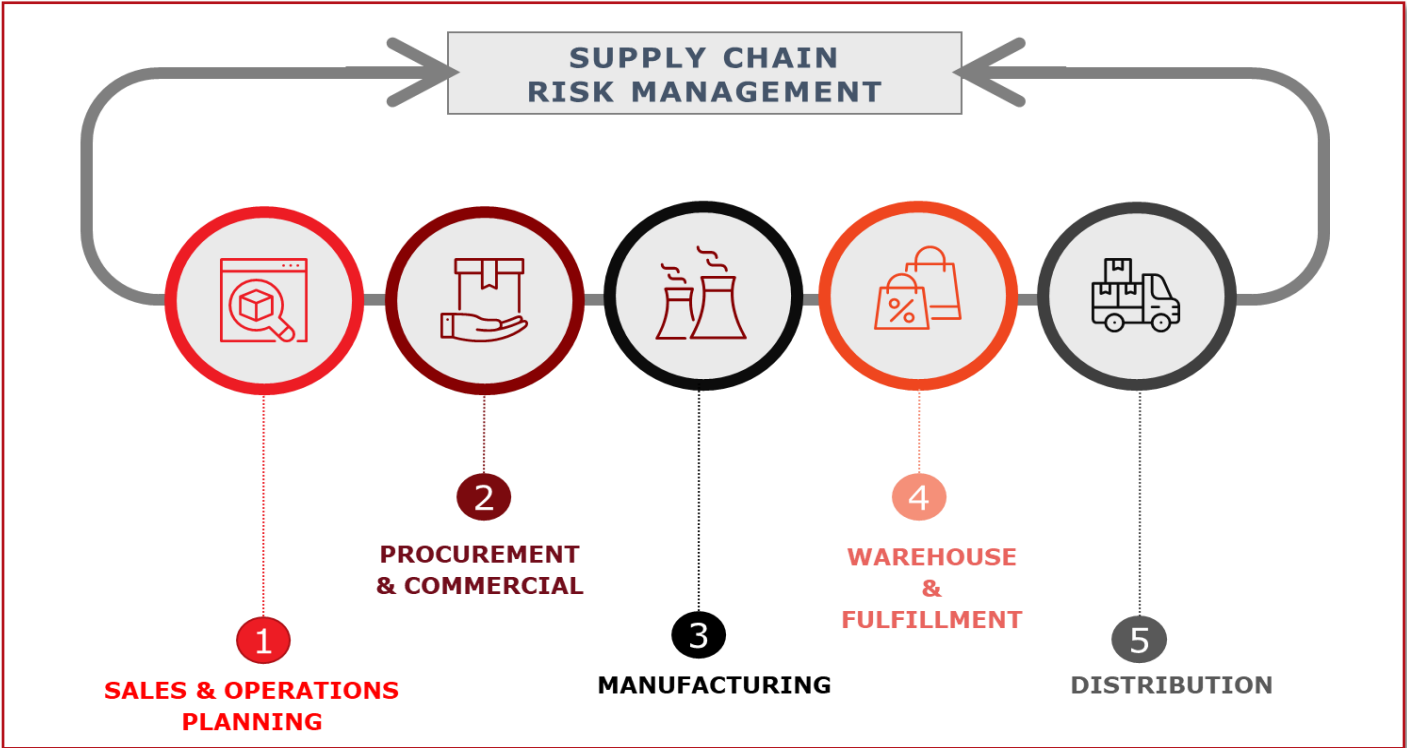 SUPPLY CHAIN
RISK MANAGEMENT
%
1
SALES & OPERATIONS
PLANNING
2
PROCUREMENT
& COMMERCIAL
3
MANUFACTURING
4
WAREHOUSE
&
FULFILLMENT
5
DISTRIBUTION